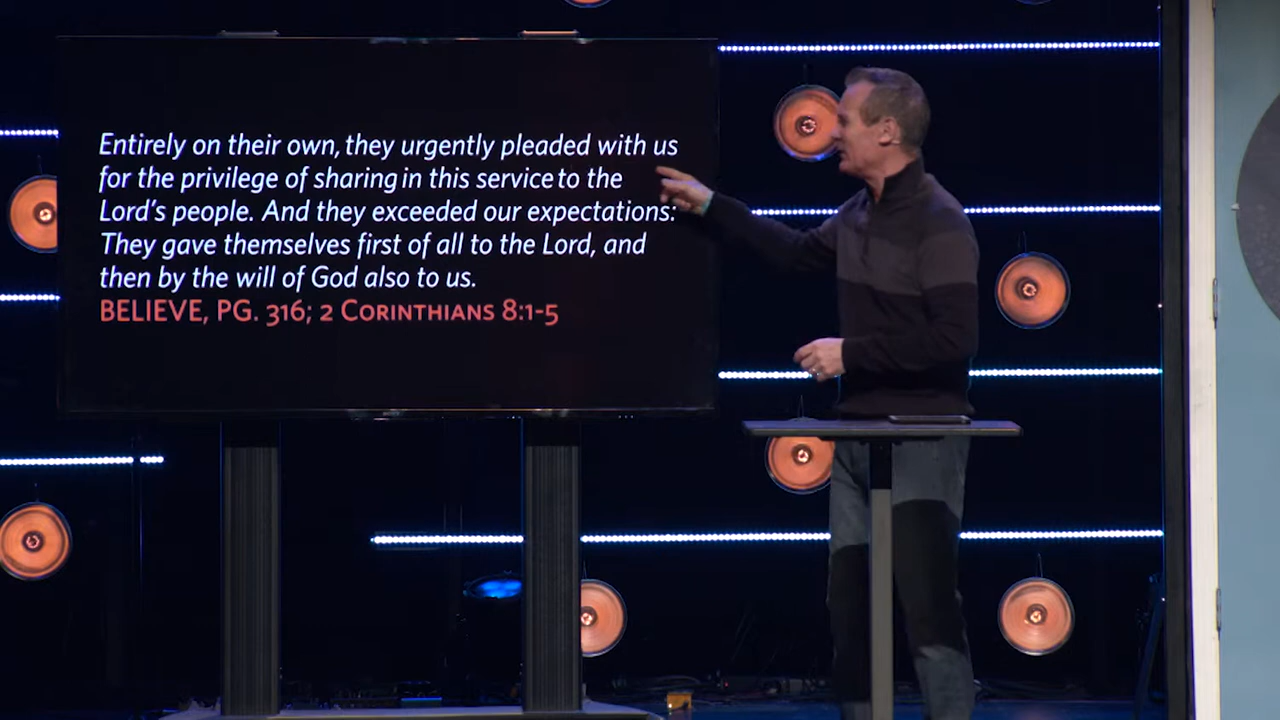 Entirely on their own, they urgently pleaded with us
for the privilege of sharing in this service to the
Lord's people. And they exceeded our expectations:
They gave themselves first of all to the Lord, and
then by the will of God also to us.
BELIEVE, PG. 316; 2 CORINTHIANS 8:1-5